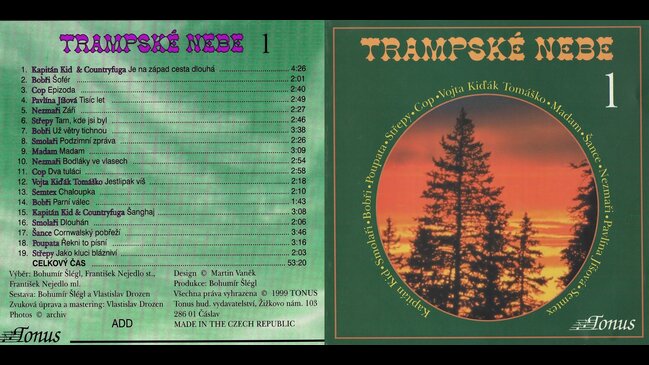 TRAMPSKÉ NEBE 1
1. Kapitán Kid & Countryfuga Je na západ cesta dlouhá 4:26
2. Bobři Šofér 2:01
3. Cop Epizoda 2:40
4. Pavlína Jíšová Tisíc let 2:49
5. Nezmaři Září 2:27
6. Střepy Tam, kde jsi byl 2:46
7. Bobři Už větry tichnou 3:38
8. Smolaři Podzimní zpráva 2:26
9. Madam Madam 3:09
10. Nezmaři Bodláky ve vlasech 2:54
11. Cop Dva tuláci 2:58
12. Vojta Kiďák Tomáško Jestlipak víš 2:18
13. Semtex Chaloupka 2:10
14. Bobři Parní válec 1:43
15. Kapitán Kid & Countryfuga Šanghaj 3:08
16. Smolaři Dlouhán 2:06
17. Šance Cornwalský pobřeží 3:47
18. Poupata Řekni to písní 3:16
19. Střepy Jako kluci blázniví 2:03
CELKOVÝ ČAS 53:20
Výběr: Bohumír Šlégl, František Nejedlo st.,
František Nejedlo ml.
Sestava: Bohumír Šlégl a Vlastislav Drozen
Zvuková úprava a mastering: Vlastislav Drozen
Photos © archiv
ADD
Design © Martin Vaněk
Produkce: Bohumír Šlégl
Všechna práva vyhrazena © 1999 TONUS
Tonus hud. vydavatelství, Žižkovo nám. 103
286 01 Čáslav
MADE IN THE CZECH REPUBLIC
Tonus
TRAMPSKÉ NEBE
1
Kapitán Kid • Smolaři • Bobři • Poupata • Střepy • Cop • Vojta Kiďák Tomáško • Madam • Šance • Nezmaři • Pavlína Jíšová • Semtex
Tonus